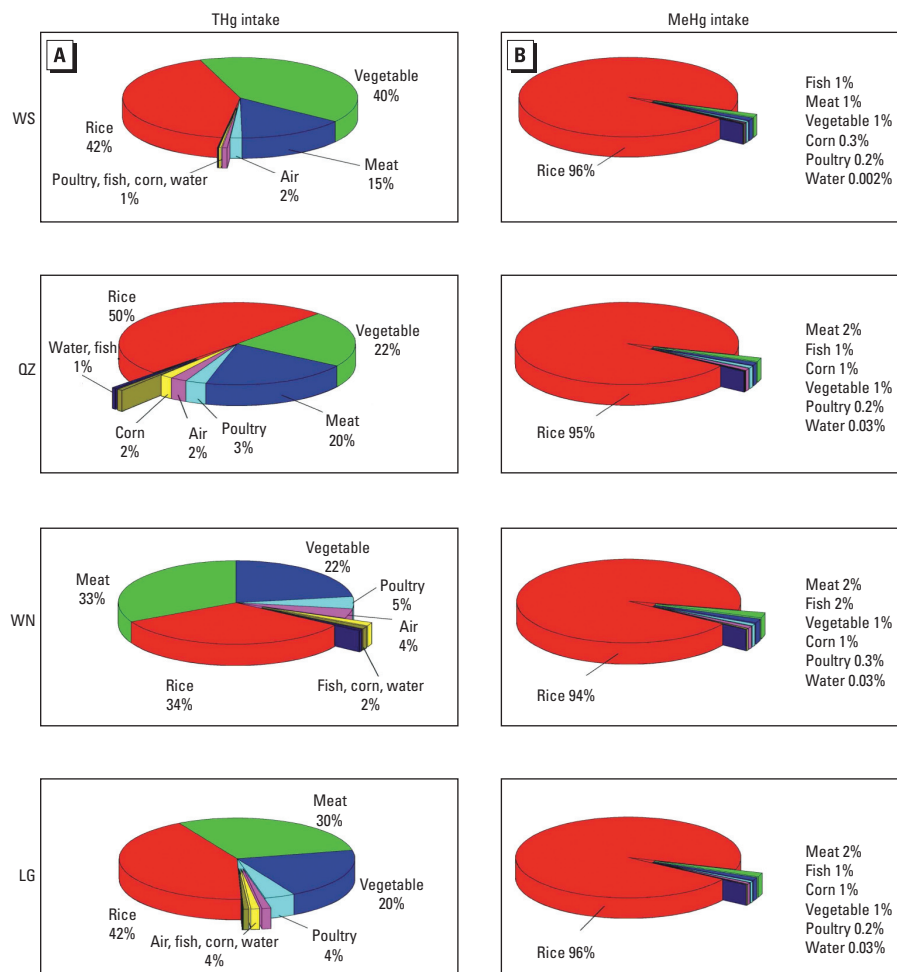 THg intake
MeHg intake
WS
A
Vegetable
40%
Rice
42%
Meat
15%
Air
2%
Poultry, fish, corn, water
1%
B
Rice 96%
Fish 1%
Meat 1%
Vegetable 1%
Corn 0.3%
Poultry 0.2%
Water 0.002%
QZ
Rice
50%
Vegetable
22%
Water, fish
1%
Corn
2%
Air
2%
Poultry
3%
Meat
20%
Rice 95%
Meat 2%
Fish 1%
Corn 1%
Vegetable 1%
Poultry 0.2%
Water 0.03%
WN
Vegetable
22%
Meat
33%
Poultry
5%
Air
4%
Rice
34%
Fish, corn, water
2%
Rice 94%
Meat 2%
Fish 2%
Vegetable 1%
Corn 1%
Poultry 0.3%
Water 0.03%
LG
Meat
30%
Vegetable
20%
Rice
42%
Air, fish, corn, water
4%
Poultry
4%
Rice 96%
Meat 2%
Fish 1%
Corn 1%
Vegetable 1%
Poultry 0.2%
Water 0.03%